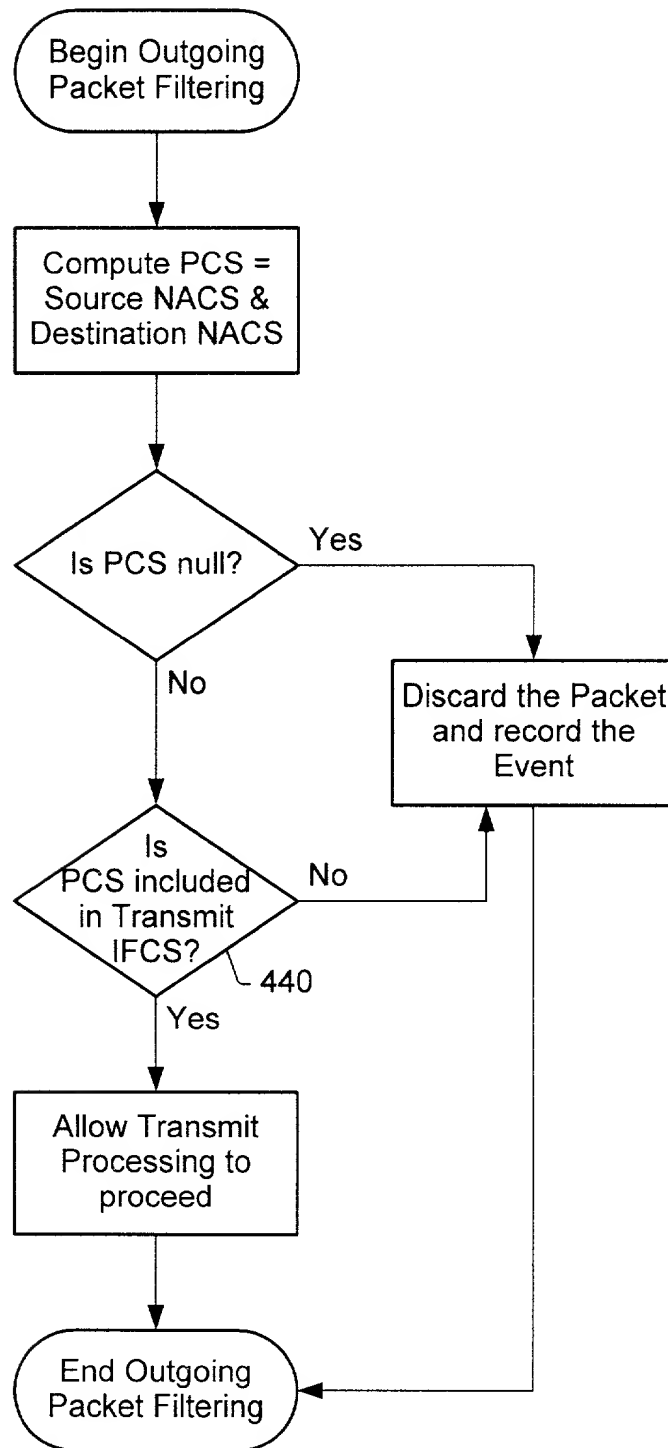 Begin Outgoing
Packet Filtering
Compute PCS =
Source NACS &
Destination NACS
Is PCS null?
Yes
No
Discard the Packet
and record the
Event
Is
PCS included
in Transmit
IFCS?
No
440
Yes
Allow Transmit
Processing to
proceed
End Outgoing
Packet Filtering